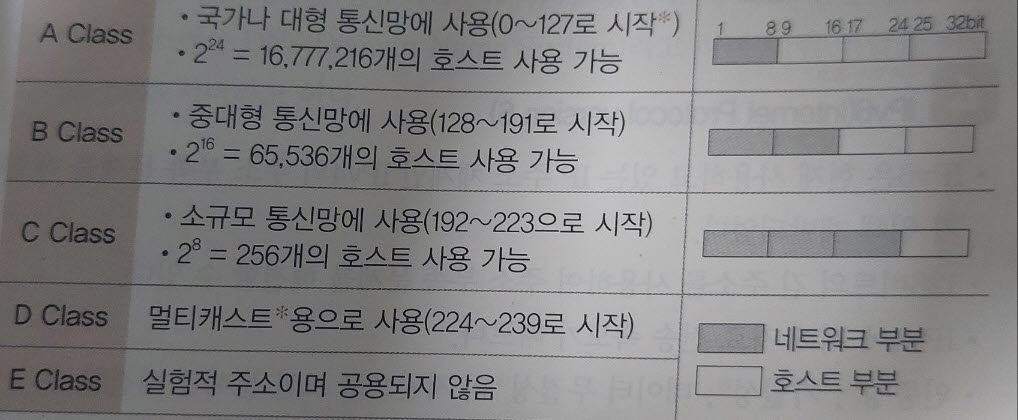 A Class
• 국가나 대형 통신망에 사용(0～127로 시작*)
• 2²⁴ = 16,777,216개의 호스트 사용 가능
1 8 9 16 17 24 25 32bit
B Class
• 중대형 통신망에 사용(128～191로 시작)
• 2¹⁶ = 65,536개의 호스트 사용 가능
C Class
• 소규모 통신망에 사용(192～223으로 시작)
• 2⁸ = 256개의 호스트 사용 가능
D Class
멀티캐스트*용으로 사용(224～239로 시작)
E Class
실험적 주소이며 공용되지 않음
네트워크 부분
호스트 부분